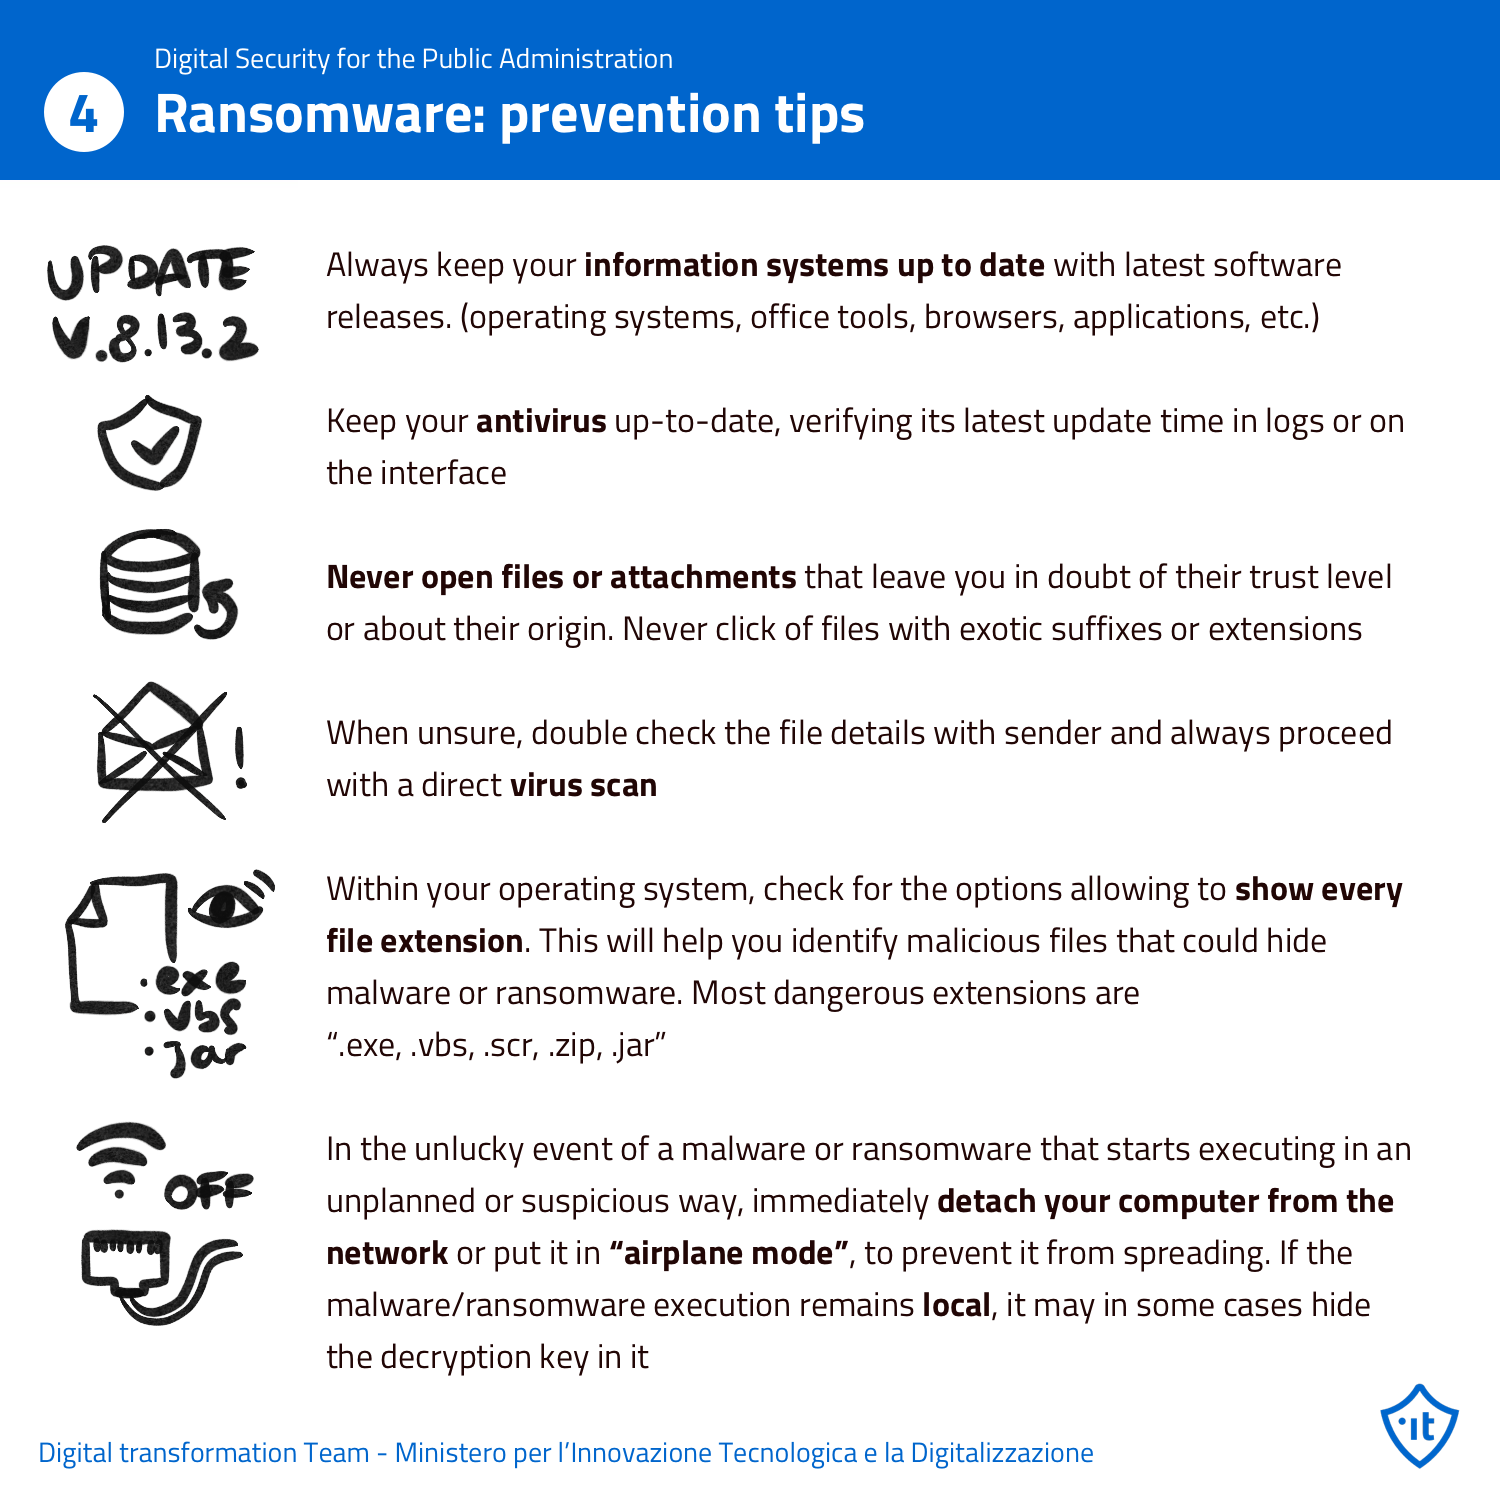 Digital Security for the Public Administration
4
Ransomware: prevention tips
UPDATE
V.8.13.2
Always keep your information systems up to date with latest software
releases. (operating systems, office tools, browsers, applications, etc.)
Keep your antivirus up-to-date, verifying its latest update time in logs or on
the interface
Never open files or attachments that leave you in doubt of their trust level
or about their origin. Never click of files with exotic suffixes or extensions
!
When unsure, double check the file details with sender and always proceed
with a direct virus scan
.exe
.vbs
.jar
Within your operating system, check for the options allowing to show every
file extension. This will help you identify malicious files that could hide
malware or ransomware. Most dangerous extensions are
“.exe, .vbs, .scr, .zip, .jar”
OFF
In the unlucky event of a malware or ransomware that starts executing in an
unplanned or suspicious way, immediately detach your computer from the
network or put it in “airplane mode”, to prevent it from spreading. If the
malware/ransomware execution remains local, it may in some cases hide
the decryption key in it
Digital transformation Team - Ministero per l’Innovazione Tecnologica e la Digitalizzazione
·it